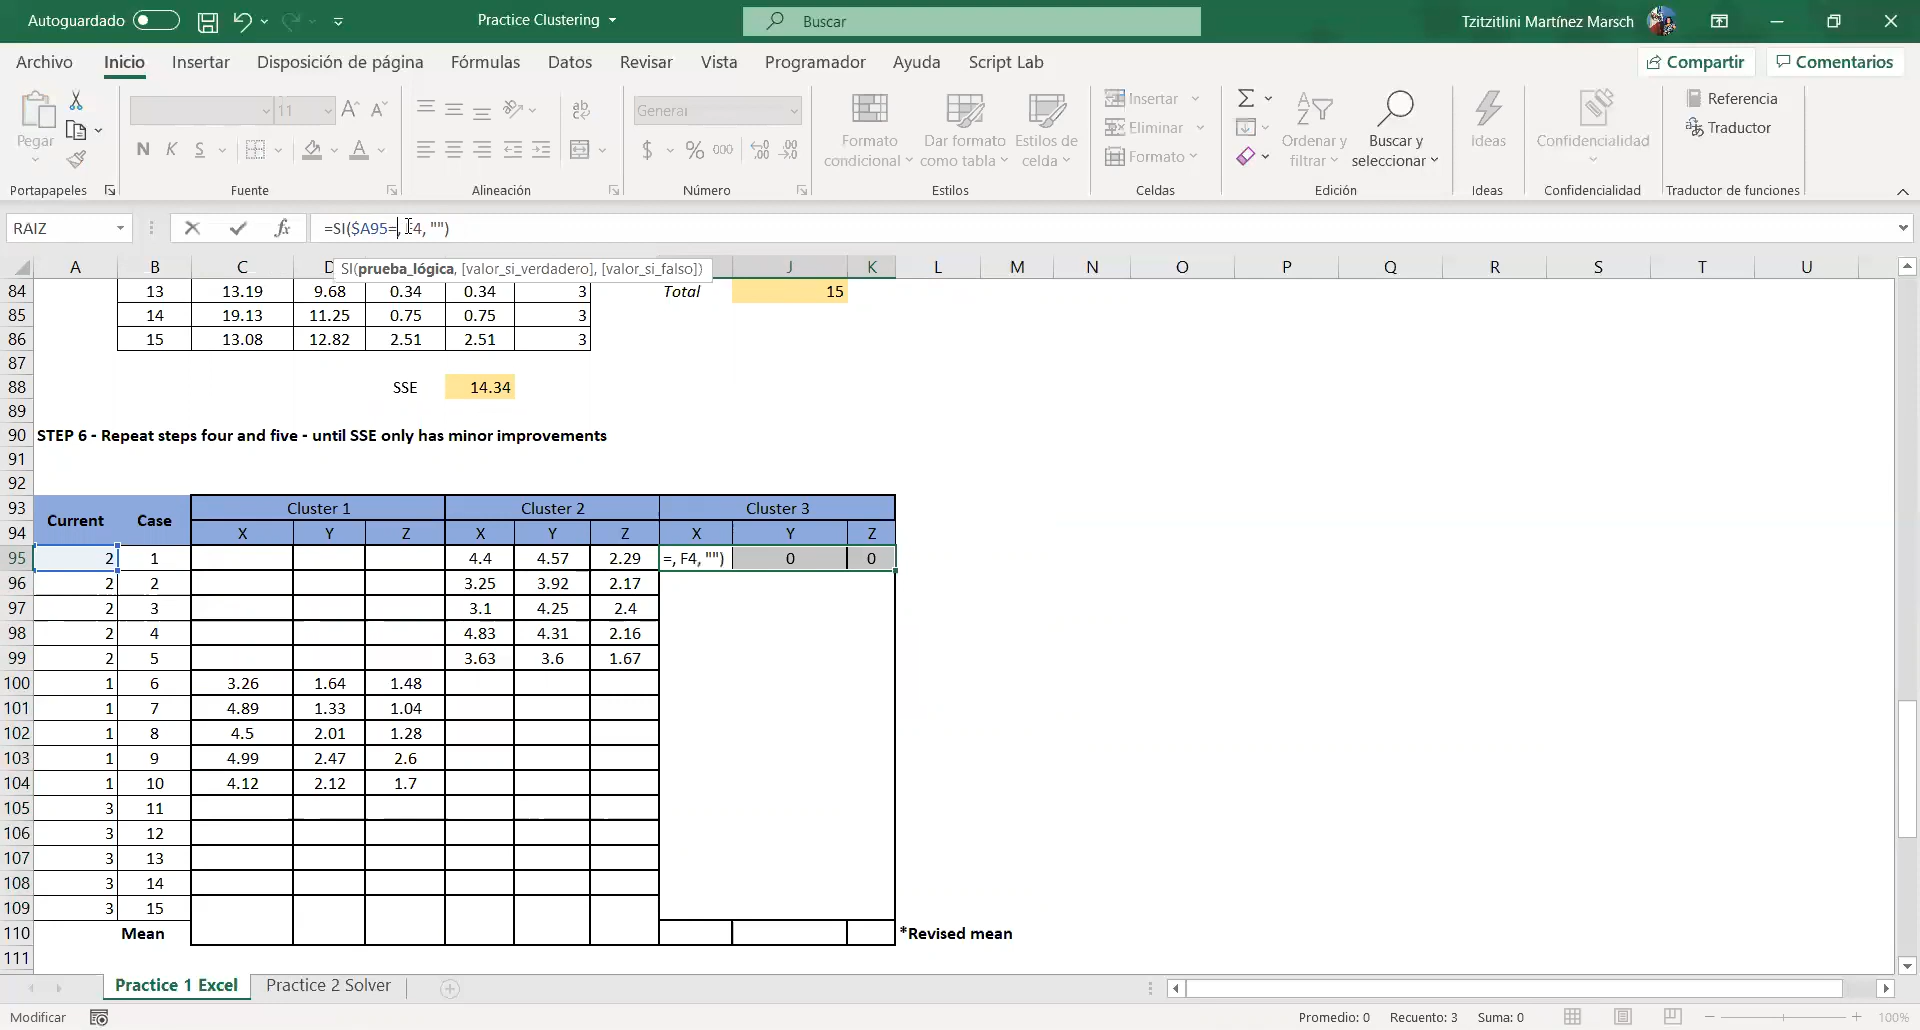 Autoguardado
Practice Clustering
Buscar
Tzitzitlini Martínez Marsch
Archivo Inicio Insertar Disposición de página Fórmulas Datos Revisar Vista Programador Ayuda Script Lab Compartir Comentarios
Pegar
11
N K S
ab
General
$ % 000
Formato condicional
Dar formato como tabla
Estilos de celda
Insertar
Eliminar
Formato
Ordenar y filtrar
Buscar y seleccionar
Ideas
Confidencialidad
Referencia
Traductor
Portapapeles Fuente Alineación Número Estilos Celdas Edición Ideas Confidencialidad Traductor de funciones
RAIZ fx =SI($A95=, F4, "")
SI(prueba_lógica, [valor_si_verdadero], [valor_si_falso])
A B C D J K L M N O P Q R S T U
84 13 13.19 9.68 0.34 0.34 3 Total 15
85 14 19.13 11.25 0.75 0.75 3
86 15 13.08 12.82 2.51 2.51 3
87
88 SSE 14.34
89
90 STEP 6 - Repeat steps four and five - until SSE only has minor improvements
91
92
93 Current Case Cluster 1 Cluster 2 Cluster 3
94 X Y Z X Y Z X Y Z
95 2 1 4.4 4.57 2.29 =, F4, "") 0 0
96 2 2 3.25 3.92 2.17
97 2 3 3.1 4.25 2.4
98 2 4 4.83 4.31 2.16
99 2 5 3.63 3.6 1.67
100 1 6 3.26 1.64 1.48
101 1 7 4.89 1.33 1.04
102 1 8 4.5 2.01 1.28
103 1 9 4.99 2.47 2.6
104 1 10 4.12 2.12 1.7
105 3 11
106 3 12
107 3 13
108 3 14
109 3 15
110 Mean *Revised mean
111
Practice 1 Excel Practice 2 Solver
Modificar Promedio: 0 Recuento: 3 Suma: 0 100%